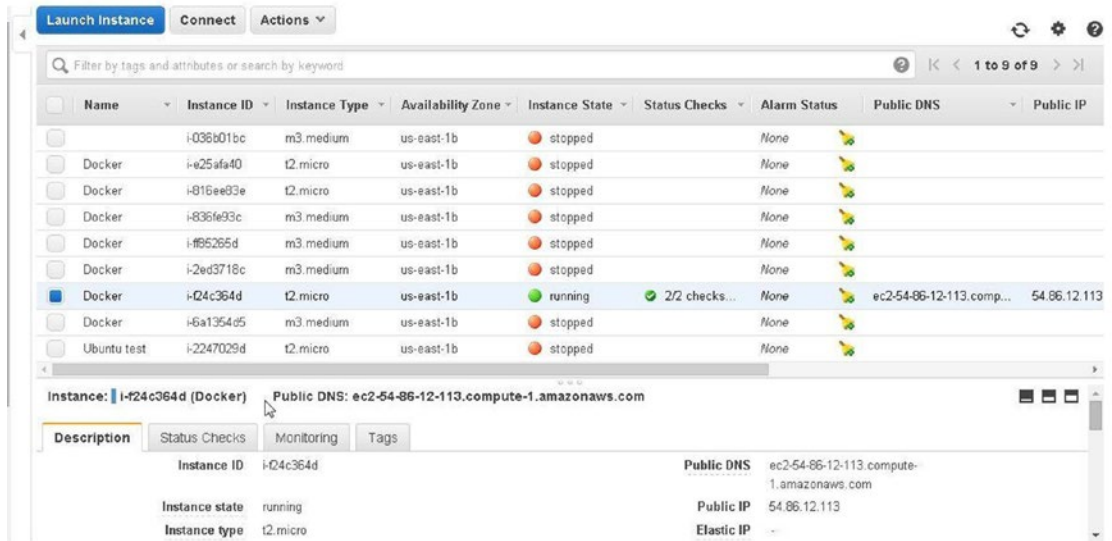 Launch Instance Connect Actions
Filter by tags and attributes or search by keyword 1 to 9 of 9
Name Instance ID Instance Type Availability Zone Instance State Status Checks Alarm Status Public DNS Public IP
i-036b01bc m3.medium us-east-1b stopped None
Docker i-e25afa40 t2.micro us-east-1b stopped None
Docker i-816ee83e t2.micro us-east-1b stopped None
Docker i-836fe93c m3.medium us-east-1b stopped None
Docker i-ff85265d m3.medium us-east-1b stopped None
Docker i-2ed3718c m3.medium us-east-1b stopped None
Docker i-f24c364d t2.micro us-east-1b running 2/2 checks... None ec2-54-86-12-113.comp... 54.86.12.113
Docker i-6a1354d5 m3.medium us-east-1b stopped None
Ubuntu test i-2247029d t2.micro us-east-1b stopped None
Instance: i-f24c364d (Docker) Public DNS: ec2-54-86-12-113.compute-1.amazonaws.com
Description Status Checks Monitoring Tags
Instance ID i-f24c364d Public DNS ec2-54-86-12-113.compute-
1.amazonaws.com
Instance state running Public IP 54.86.12.113
Instance type t2.micro Elastic IP -